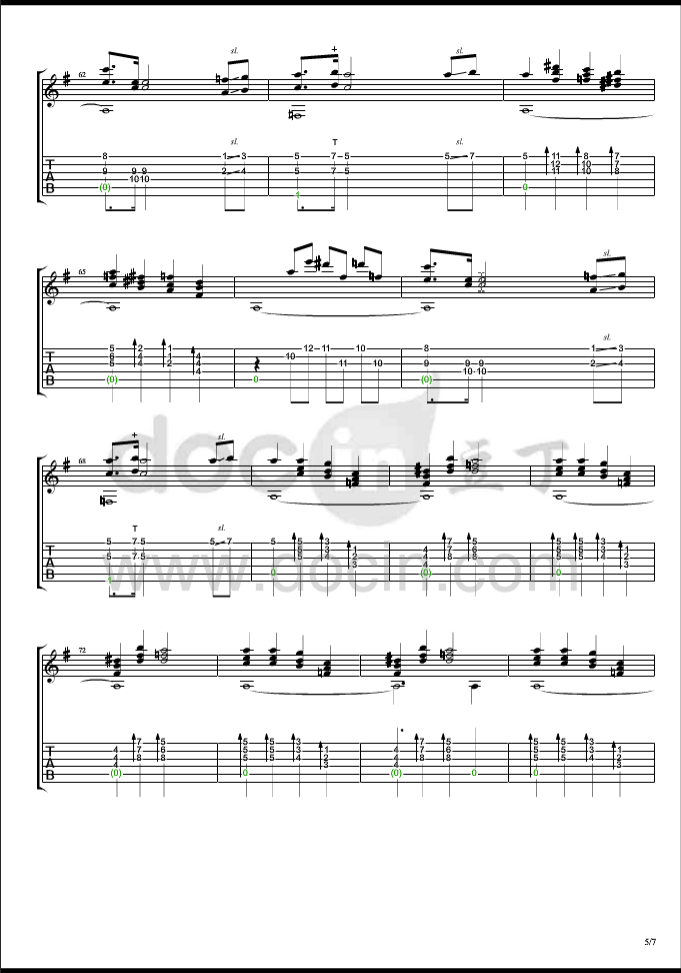 sl. + sl.
62
sl. T sl.
8 9 9 10 9 10 1 3 2 4 5 5 7 7 5 5 5 7 5 11 12 11 8 10 10 7 7 8
T
A
B
(0) 1 0
65
sl.
sl.
5 6 5 2 4 4 1 4 2 4 4 10 12 11 11 10 10 8 9 9 10 9 10 1 3 2 4
T
A
B
(0) 0 (0)
+ sl.
68
T sl.
5 5 7 7 5 5 5 7 5 5 5 5 5 5 5 3 3 4 1 2 3 4 4 4 7 7 8 5 6 8 5 5 5 5 5 5 5 3 3 4 1 2 3
T
A
B
1 0 (0) 0
docin 豆丁
www.docin.com
72
4 4 4 7 7 8 5 6 8 5 5 5 5 5 5 5 3 3 4 1 2 3 4 4 4 7 7 8 5 6 8 5 5 5 5 5 5 5 3 3 4 1 2 3
T
A
B
(0) 0 (0) 0 0
5/7